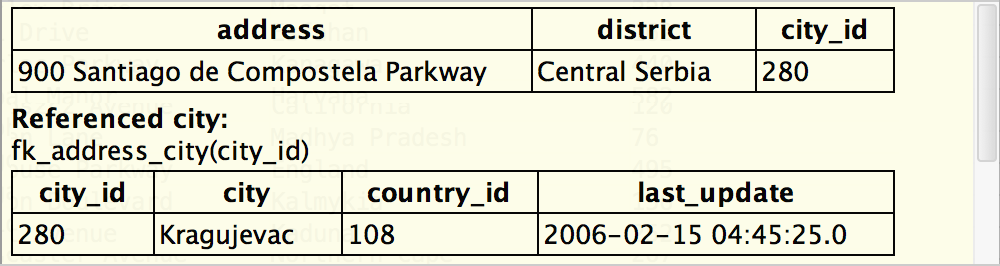 address district city_id
900 Santiago de Compostela Parkway Central Serbia 280
Referenced city:
fk_address_city(city_id)
city_id city country_id last_update
280 Kragujevac 108 2006-02-15 04:45:25.0